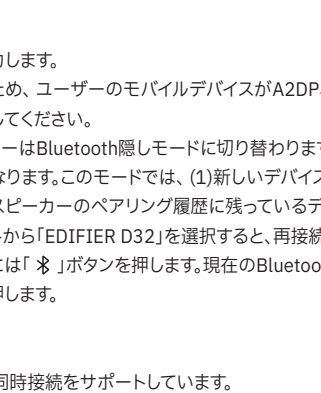 動します。
ため、ユーザーのモバイルデバイスがA2DP
してください。
ーはBluetooth隠しモードに切り替わります
なります。このモードでは、(1)新しいデバイス
スピーカーのペアリング履歴に残っているデ
から「EDIFIER D32」を選択すると、再接続
には「 」ボタンを押します。現在のBluetoo
押します。
同時接続をサポートしています。